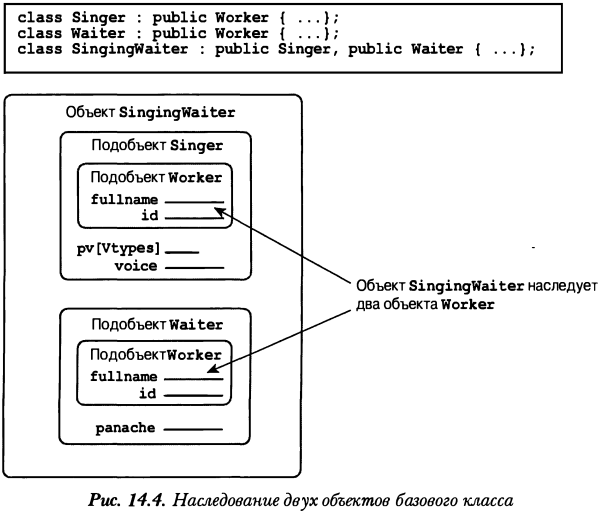 class Singer : public Worker { ...};
class Waiter : public Worker { ...};
class SingingWaiter : public Singer, public Waiter { ...};
Объект SingingWaiter
Подобъект Singer
Подобъект Worker
fullname
id
pv[Vtypes]
voice
Объект SingingWaiter наследует
два объекта Worker
Подобъект Waiter
ПодобъектWorker
fullname
id
panache
Рис. 14.4. Наследование двух объектов базового класса